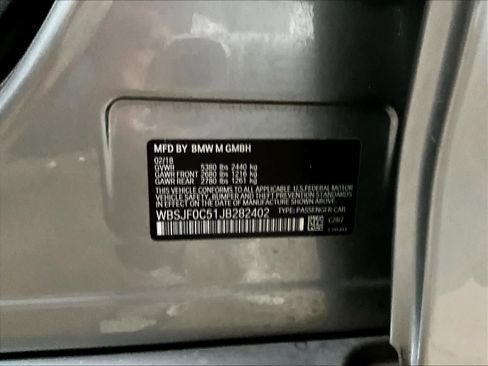 MFD BY BMW M GMBH
02/18
GVWR 5380 lbs 2440 kg
GAWR FRONT 2680 lbs 1216 kg
GAWR REAR 2780 lbs 1261 kg
THIS VEHICLE CONFORMS TO ALL APPLICABLE U.S. FEDERAL MOTOR
VEHICLE SAFETY, BUMPER, AND THEFT PREVENTION STANDARDS
IN EFFECT ON THE DATE OF MANUFACTURE SHOWN ABOVE.
WBSJF0C51JB282402 TYPE: PASSENGER CAR